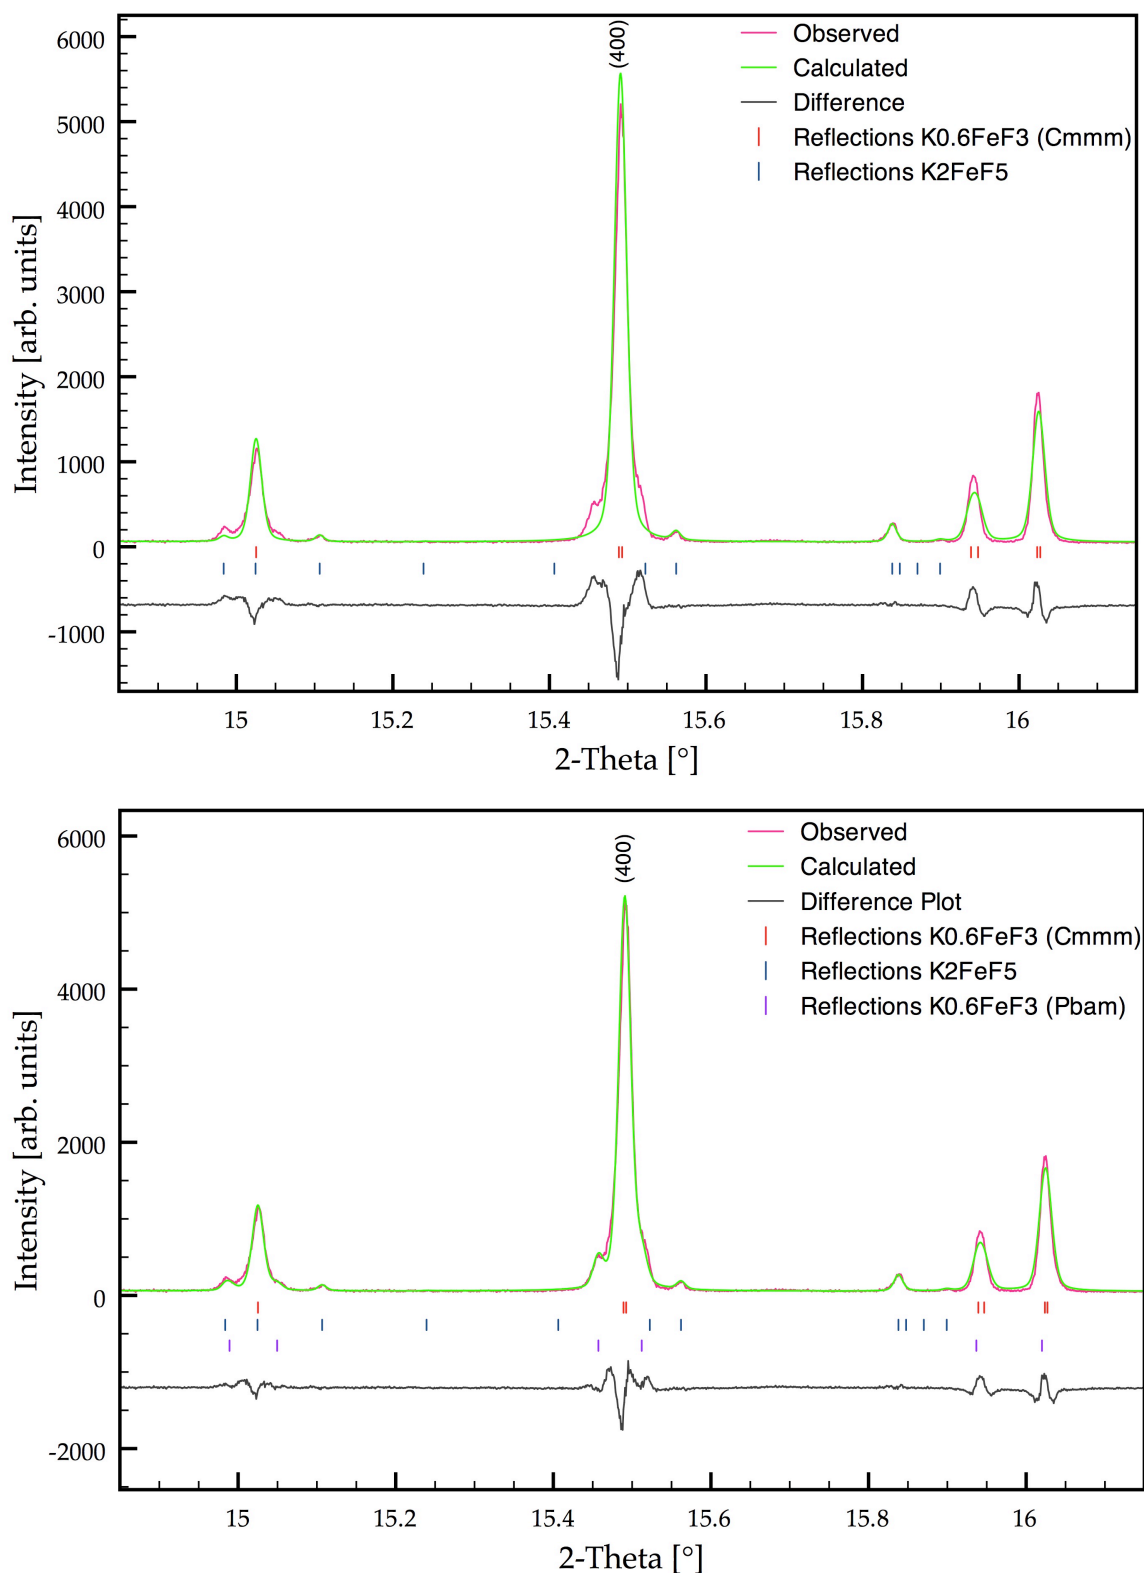 (400)
Observed
Calculated
Difference
Reflections K0.6FeF3 (Cmmm)
Reflections K2FeF5
6000
5000
4000
3000
2000
1000
0
-1000
Intensity [arb. units]
15 15.2 15.4 15.6 15.8 16
2-Theta [°]
(400)
Observed
Calculated
Difference Plot
Reflections K0.6FeF3 (Cmmm)
Reflections K2FeF5
Reflections K0.6FeF3 (Pbam)
6000
4000
2000
0
-2000
Intensity [arb. units]
15 15.2 15.4 15.6 15.8 16
2-Theta [°]